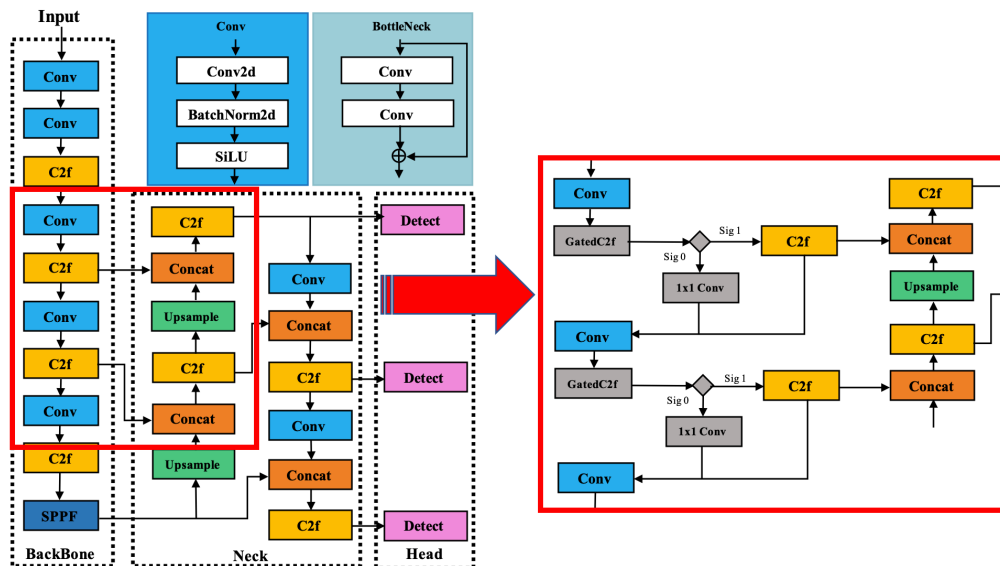 Input
Conv
Conv
C2f
Conv
C2f
Conv
C2f
Conv
C2f
SPPF
BackBone
Conv
Conv2d
BatchNorm2d
SiLU
BottleNeck
Conv
Conv
C2f
Concat
Upsample
C2f
Concat
Upsample
Conv
Concat
C2f
Conv
Concat
C2f
Neck
Detect
Detect
Detect
Head
Conv
GatedC2f
Sig 1
Sig 0
C2f
1x1 Conv
Conv
GatedC2f
Sig 1
Sig 0
C2f
1x1 Conv
Conv
C2f
Concat
Upsample
C2f
Concat